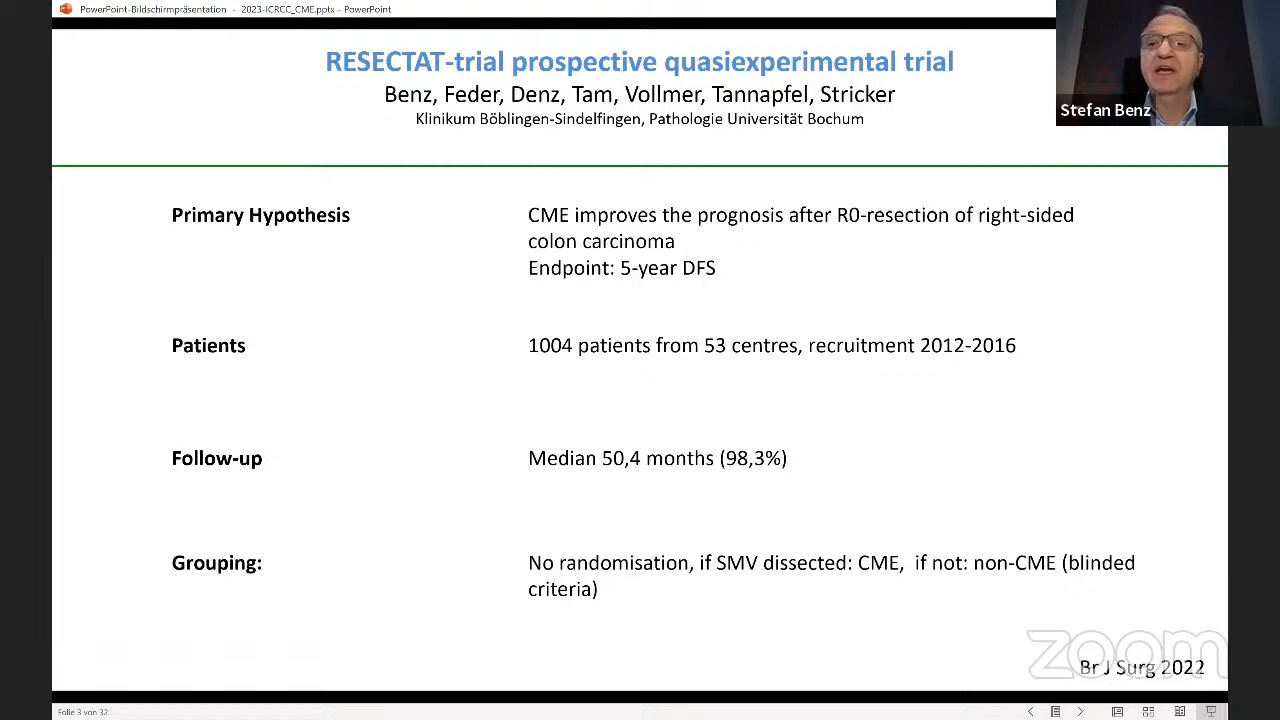 PowerPoint-Bildschirmpräsentation - 2023-ICRCC_CME.pptx - PowerPoint
RESECTAT-trial prospective quasiexperimental trial
Benz, Feder, Denz, Tam, Vollmer, Tannapfel, Stricker
Klinikum Böblingen-Sindelfingen, Pathologie Universität Bochum
Stefan Benz
Primary Hypothesis
CME improves the prognosis after R0-resection of right-sided
colon carcinoma
Endpoint: 5-year DFS
Patients
1004 patients from 53 centres, recruitment 2012-2016
Follow-up
Median 50,4 months (98,3%)
Grouping:
No randomisation, if SMV dissected: CME, if not: non-CME (blinded
criteria)
zoom
Br J Surg 2022
Folie 3 von 32